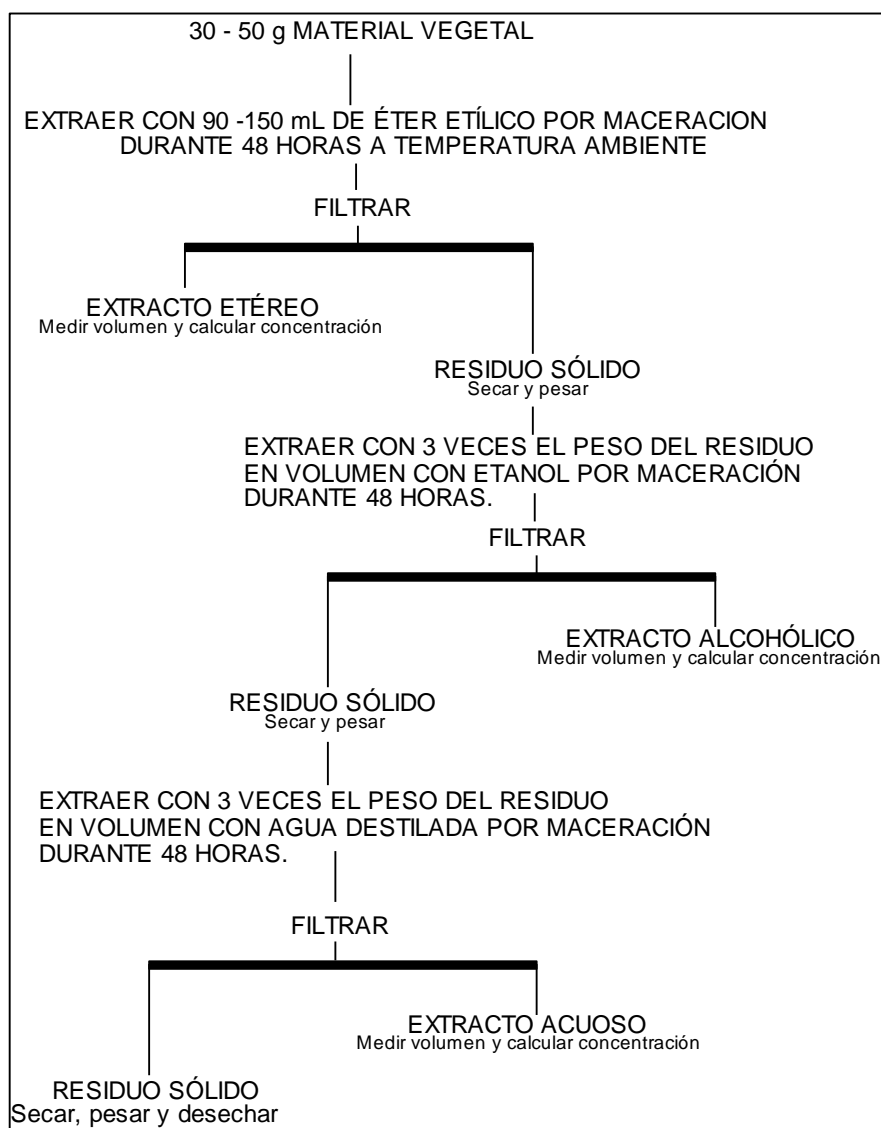 30 - 50 g MATERIAL VEGETAL
EXTRAER CON 90 -150 mL DE ÉTER ETÍLICO POR MACERACION
DURANTE 48 HORAS A TEMPERATURA AMBIENTE
FILTRAR
EXTRACTO ETÉREO
Medir volumen y calcular concentración
RESIDUO SÓLIDO
Secar y pesar
EXTRAER CON 3 VECES EL PESO DEL RESIDUO
EN VOLUMEN CON ETANOL POR MACERACIÓN
DURANTE 48 HORAS.
FILTRAR
EXTRACTO ALCOHÓLICO
Medir volumen y calcular concentración
RESIDUO SÓLIDO
Secar y pesar
EXTRAER CON 3 VECES EL PESO DEL RESIDUO
EN VOLUMEN CON AGUA DESTILADA POR MACERACIÓN
DURANTE 48 HORAS.
FILTRAR
EXTRACTO ACUOSO
Medir volumen y calcular concentración
RESIDUO SÓLIDO
Secar, pesar y desechar